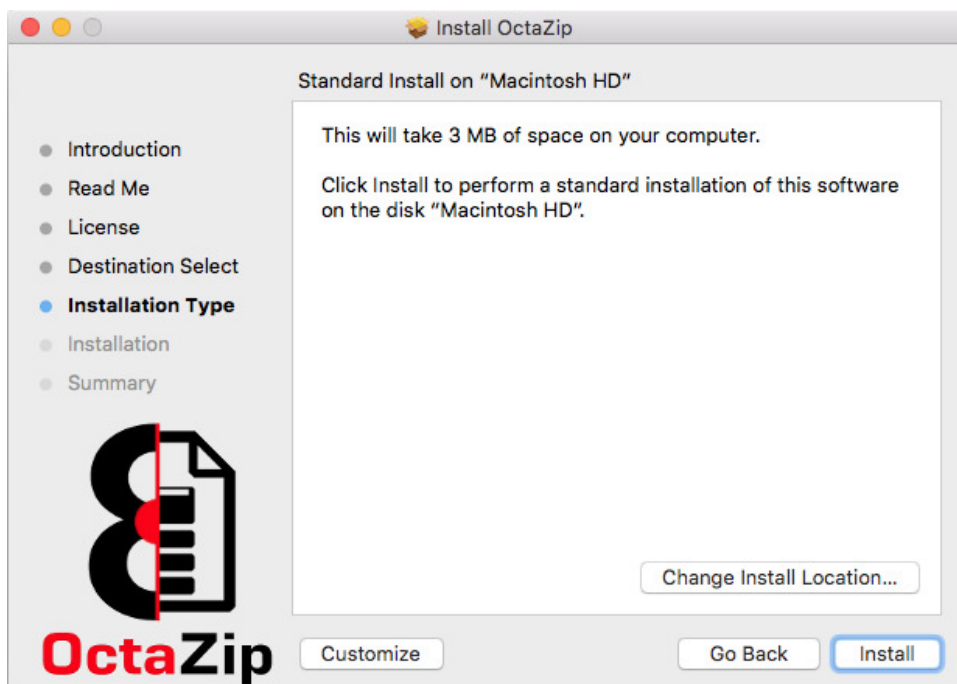 Install OctaZip
Standard Install on “Macintosh HD”
Introduction
Read Me
License
Destination Select
Installation Type
Installation
Summary
This will take 3 MB of space on your computer.
Click Install to perform a standard installation of this software
on the disk “Macintosh HD”.
Change Install Location...
OctaZip
Customize
Go Back
Install